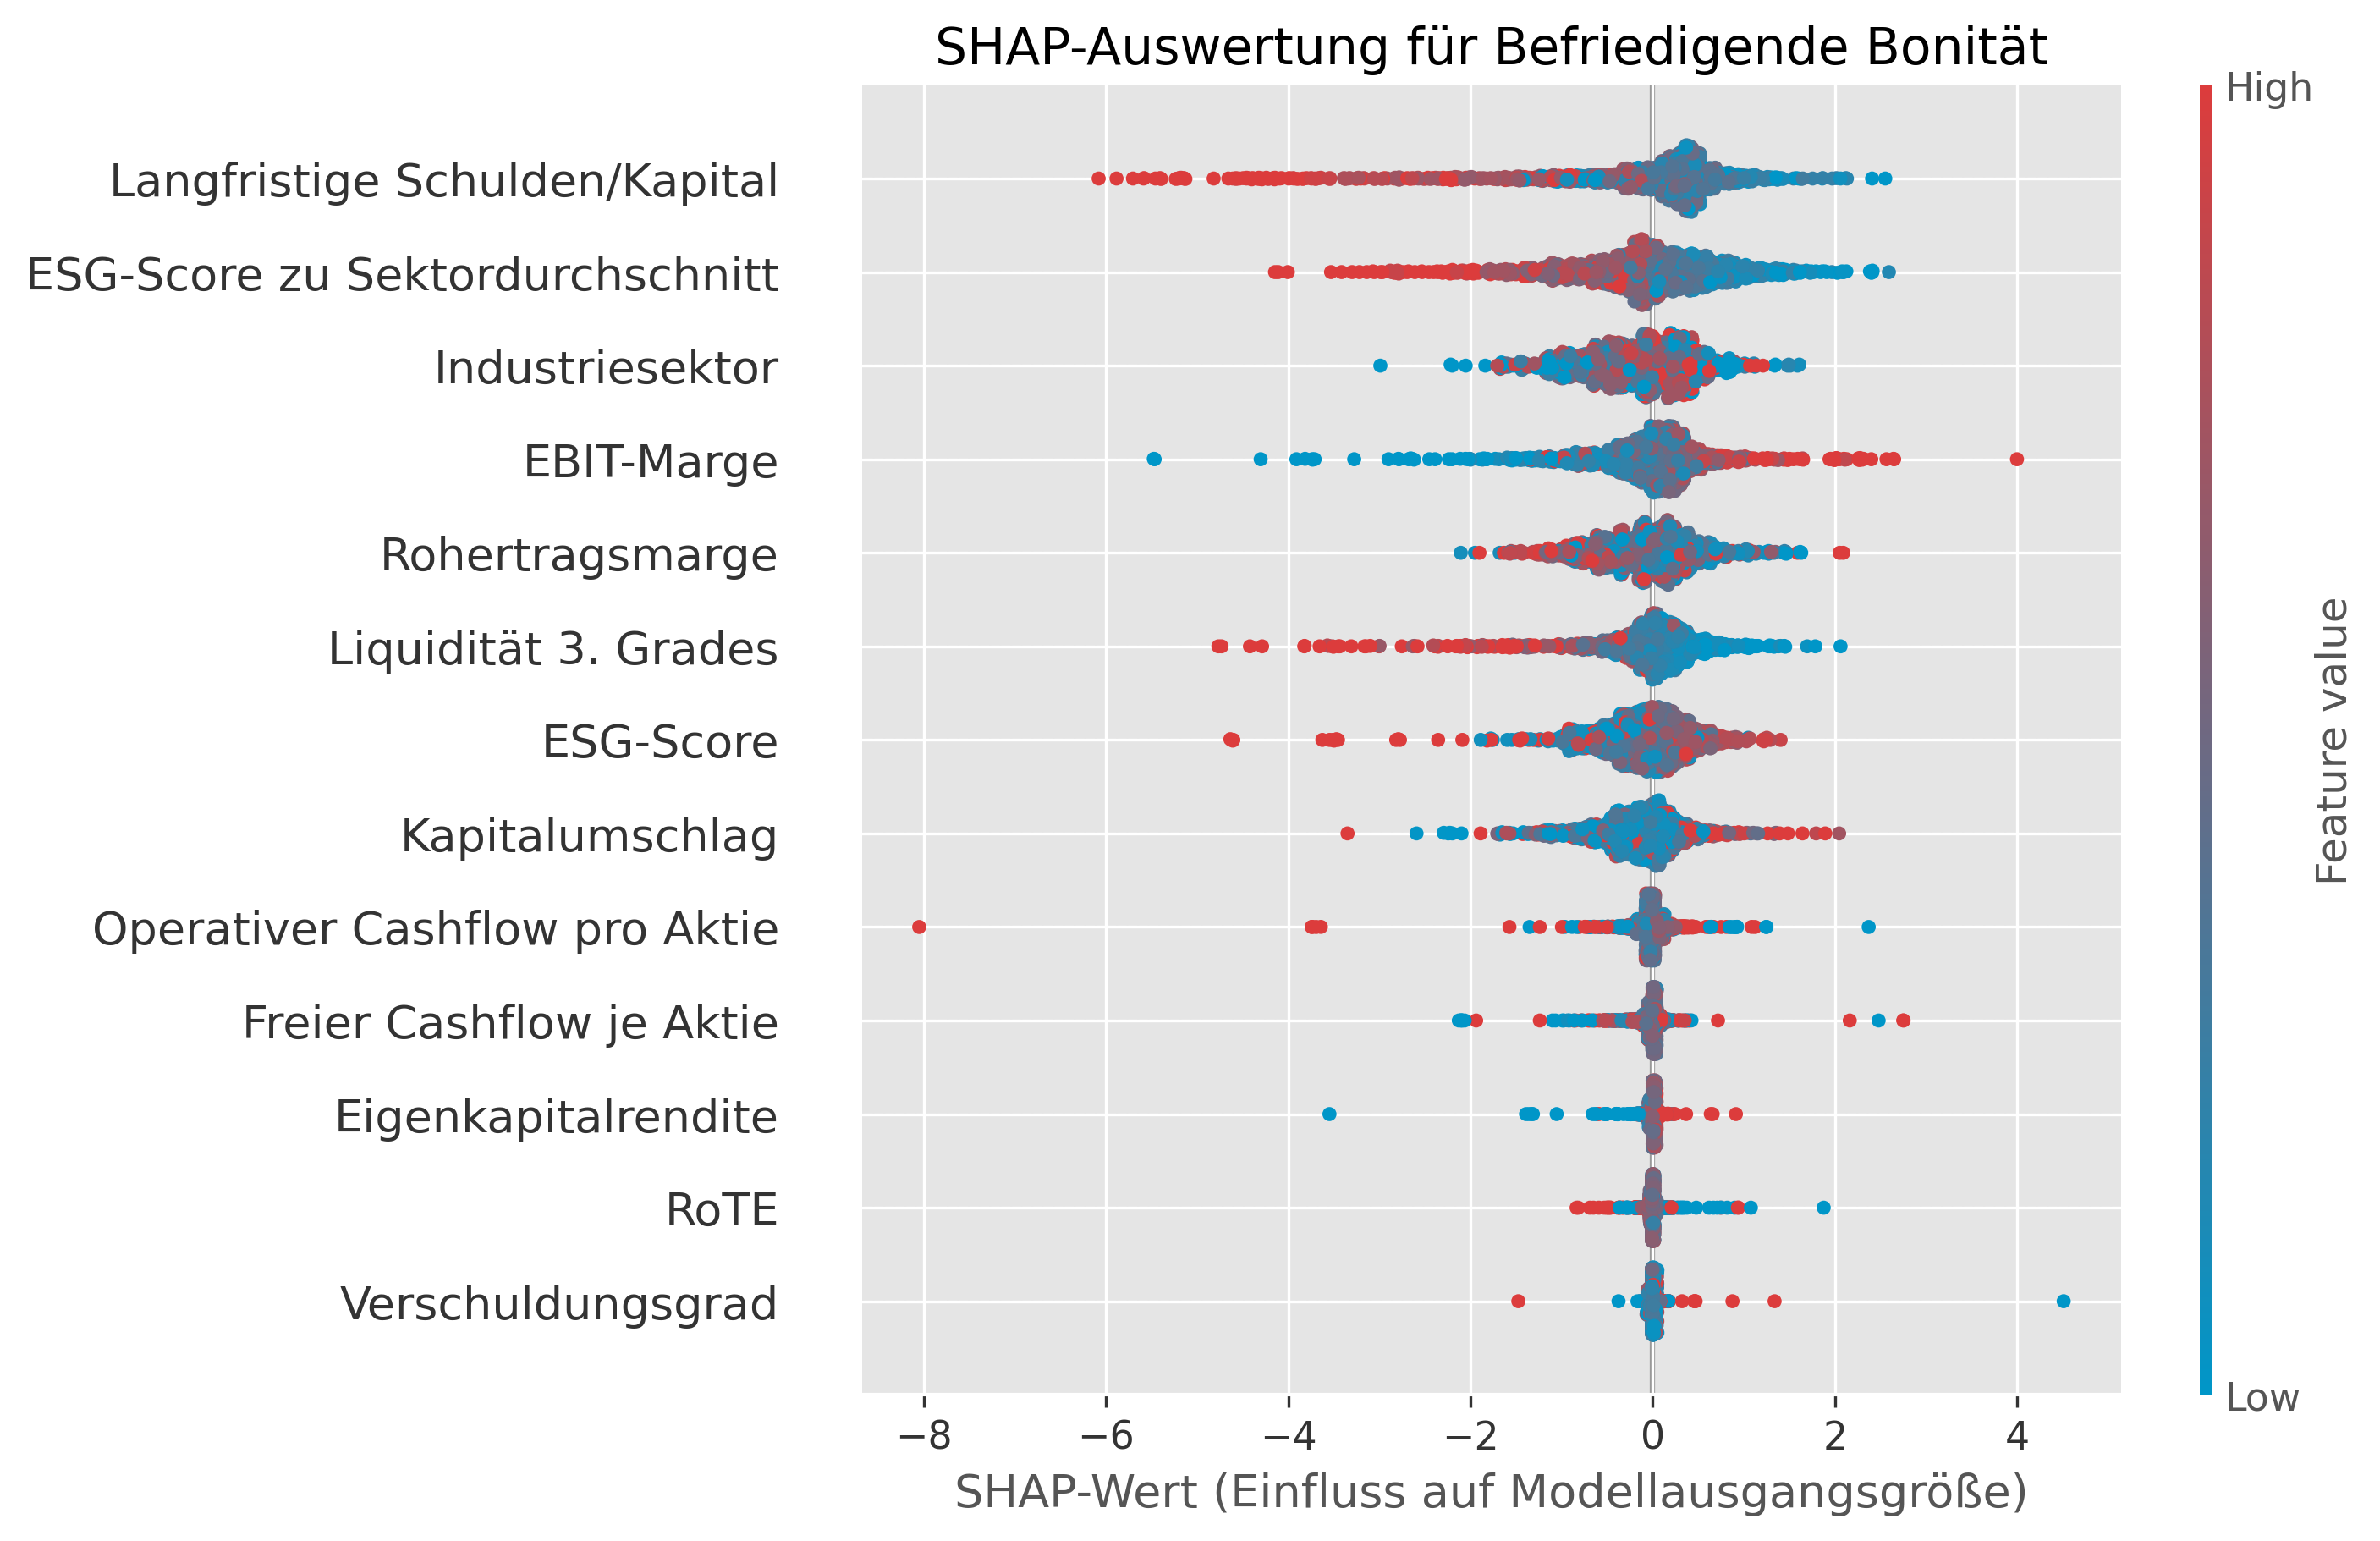 SHAP-Auswertung für Befriedigende Bonität
High
Langfristige Schulden/Kapital
ESG-Score zu Sektordurchschnitt
Industriesektor
EBIT-Marge
Rohertragsmarge
Liquidität 3. Grades
ESG-Score
Kapitalumschlag
Operativer Cashflow pro Aktie
Freier Cashflow je Aktie
Eigenkapitalrendite
RoTE
Verschuldungsgrad
Feature value
Low
−8 −6 −4 −2 0 2 4
SHAP-Wert (Einfluss auf Modellausgangsgröße)